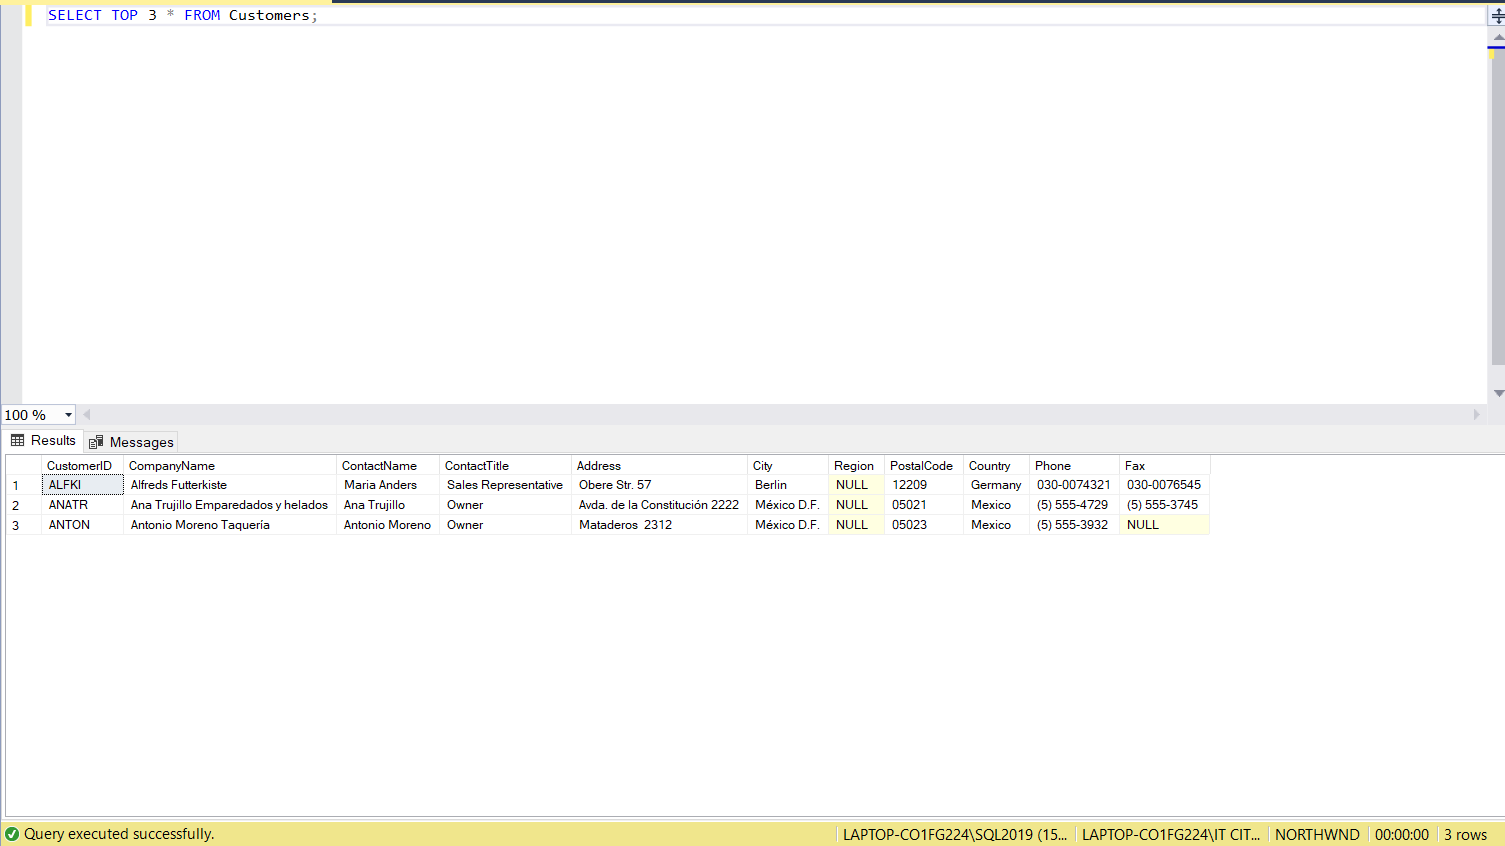 SELECT TOP 3 * FROM Customers;
100 %
Results Messages
CustomerID CompanyName ContactName ContactTitle Address City Region PostalCode Country Phone Fax
1 ALFKI Alfreds Futterkiste Maria Anders Sales Representative Obere Str. 57 Berlin NULL 12209 Germany 030-0074321 030-0076545
2 ANATR Ana Trujillo Emparedados y helados Ana Trujillo Owner Avda. de la Constitución 2222 México D.F. NULL 05021 Mexico (5) 555-4729 (5) 555-3745
3 ANTON Antonio Moreno Taquería Antonio Moreno Owner Mataderos  2312 México D.F. NULL 05023 Mexico (5) 555-3932 NULL
Query executed successfully. LAPTOP-CO1FG224\SQL2019 (15... LAPTOP-CO1FG224\IT CIT... NORTHWND 00:00:00 3 rows